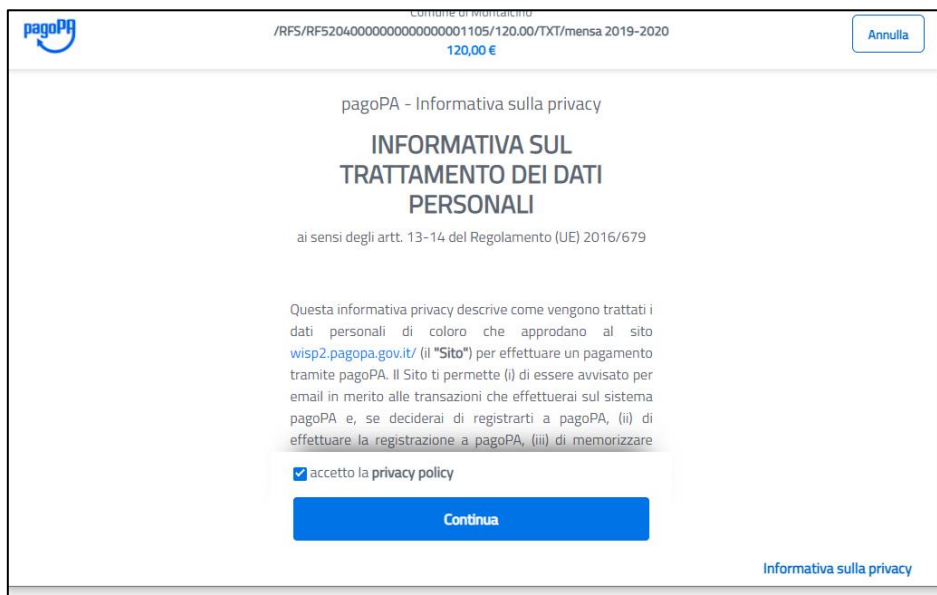 pagoPA
Comune di Montalcino
/RFS/RF5204000000000000001105/120.00/TXT/mensa 2019-2020
120,00 €
Annulla
pagoPA - Informativa sulla privacy
INFORMATIVA SUL
TRATTAMENTO DEI DATI
PERSONALI
ai sensi degli artt. 13-14 del Regolamento (UE) 2016/679
Questa informativa privacy descrive come vengono trattati i
dati personali di coloro che approdano al sito
wisp2.pagopa.gov.it/ (il "Sito") per effettuare un pagamento
tramite pagoPA. Il Sito ti permette (i) di essere avvisato per
email in merito alle transazioni che effettuerai sul sistema
pagoPA e, se deciderai di registrarti a pagoPA, (ii) di
effettuare la registrazione a pagoPA, (iii) di memorizzare
accetto la privacy policy
Continua
Informativa sulla privacy